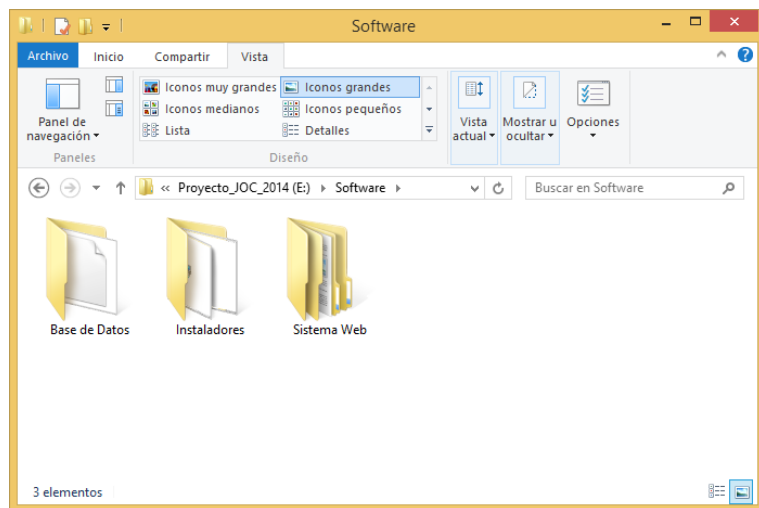 Software
Archivo Inicio Compartir Vista
Panel de navegación
Iconos muy grandes Iconos grandes
Iconos medianos Iconos pequeños
Lista Detalles
Vista actual
Mostrar u ocultar
Opciones
Paneles Diseño
« Proyecto_JOC_2014 (E:) Software Buscar en Software
Base de Datos Instaladores Sistema Web
3 elementos